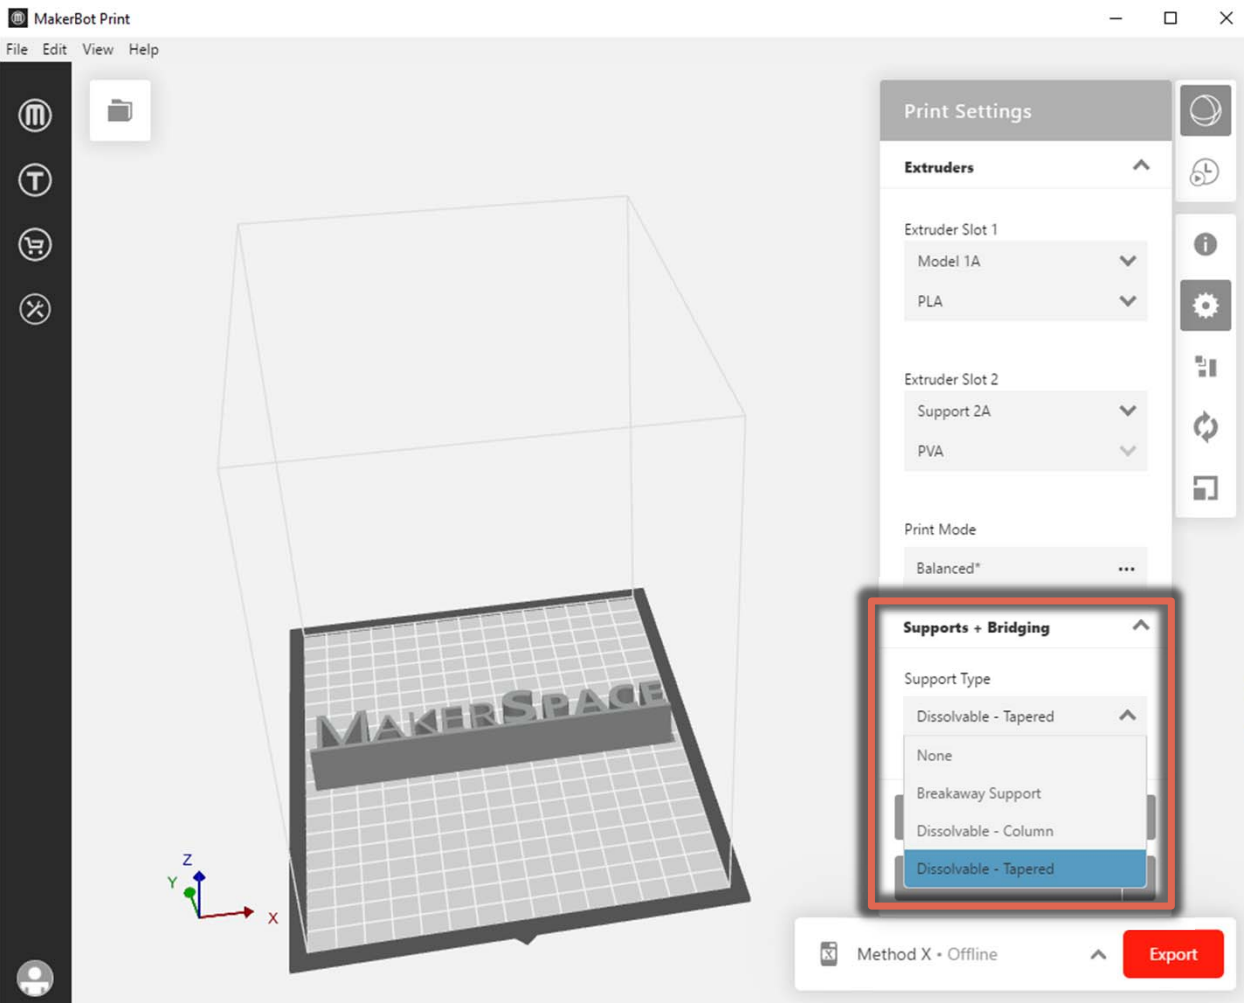 MakerBot Print
File Edit View Help
Print Settings
Extruders
Extruder Slot 1
Model 1A
PLA
Extruder Slot 2
Support 2A
PVA
Print Mode
Balanced*
Supports + Bridging
Support Type
Dissolvable - Tapered
None
Breakaway Support
Dissolvable - Column
Dissolvable - Tapered
MAKERSPACE
Z
Y
X
Method X • Offline
Export